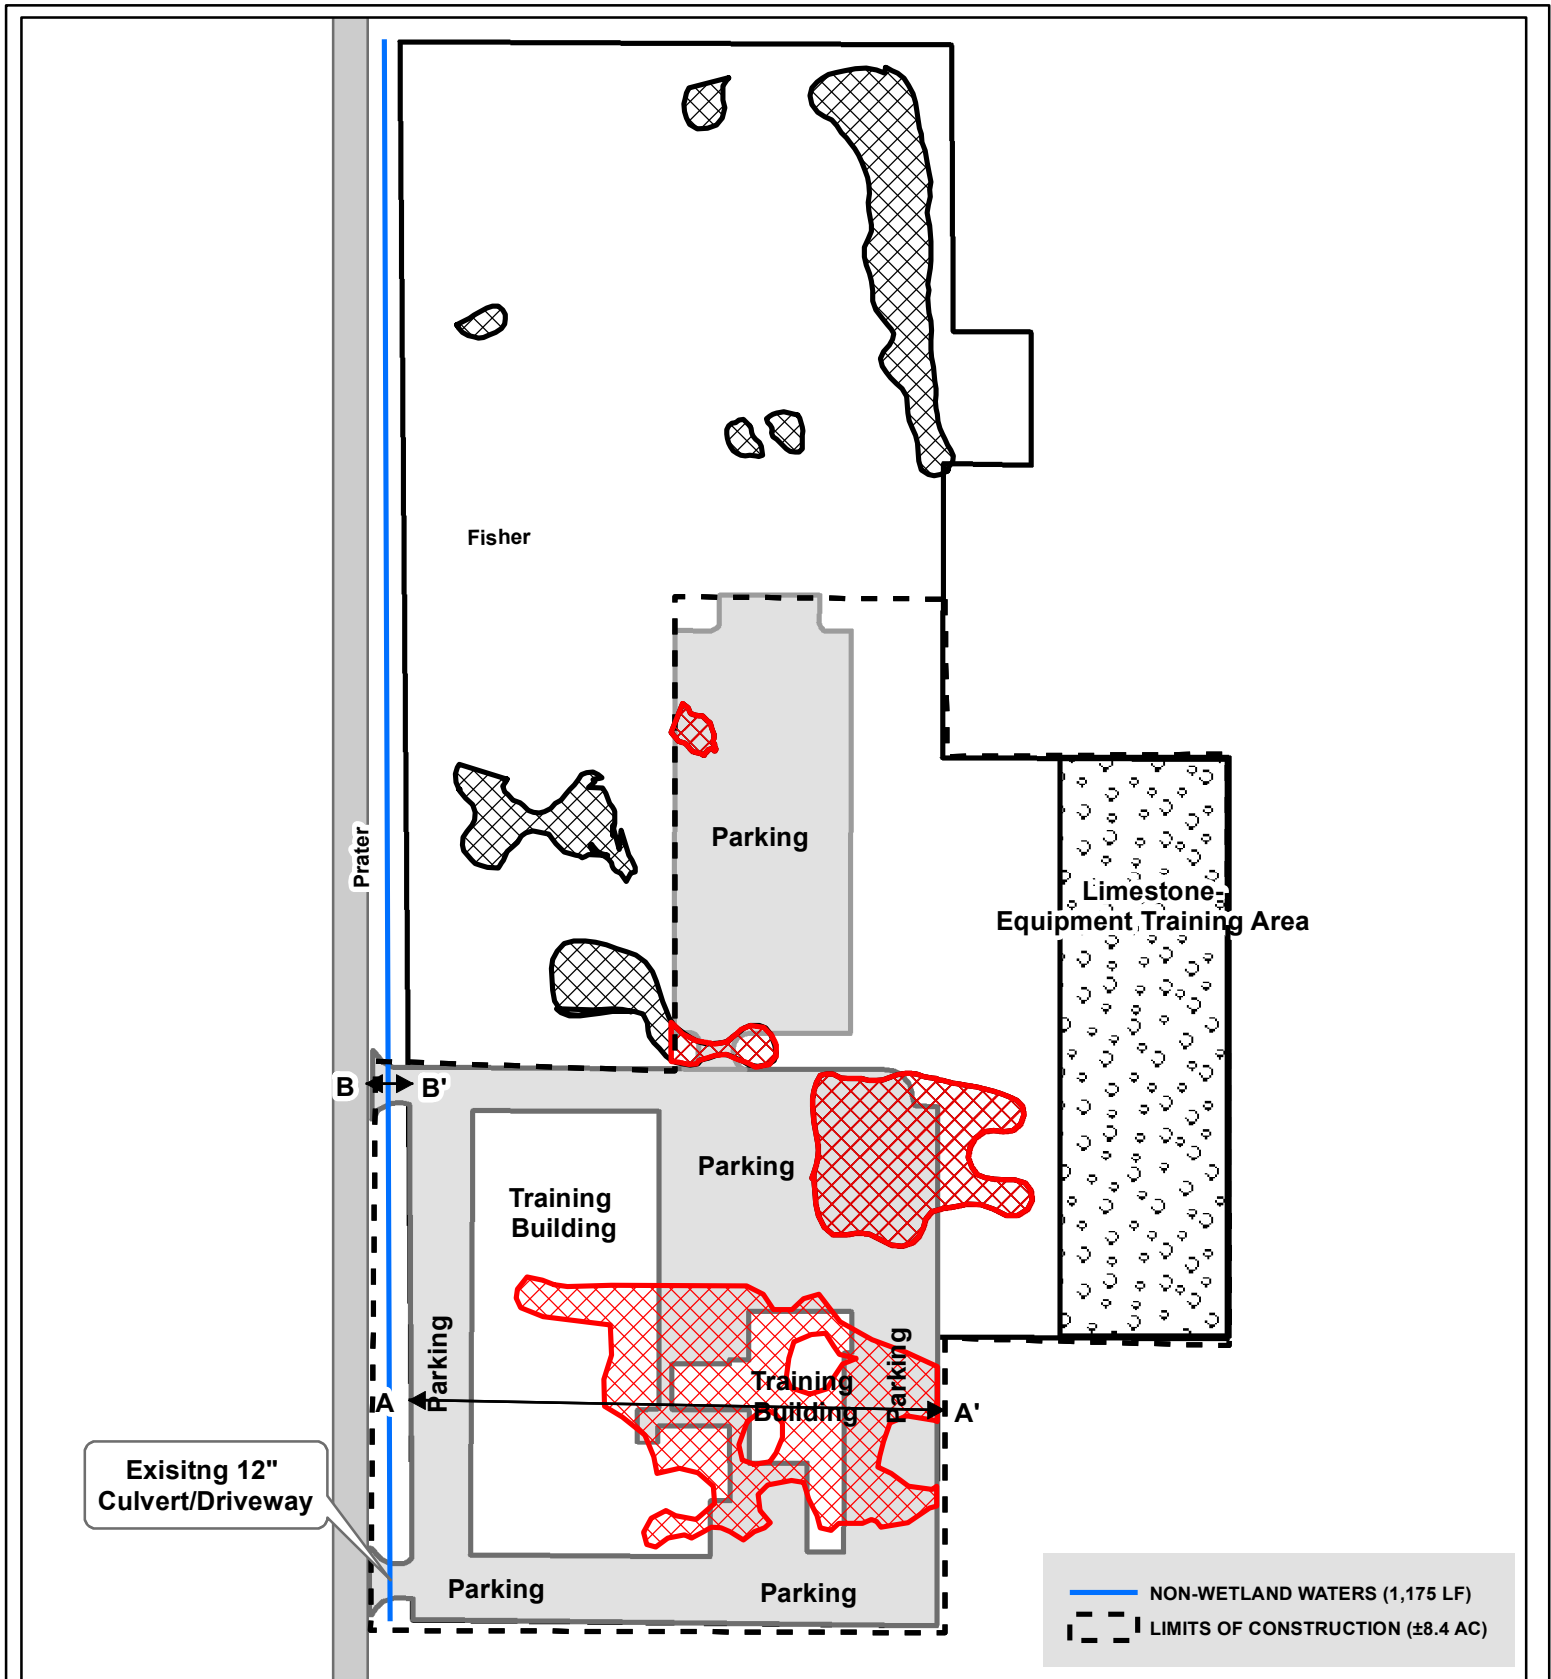 Fisher
Prater
Parking
Limestone-
Equipment Training Area
B
B'
Parking
Training
Building
Parking
Parking
Training
Building
A
A'
Exisitng 12"
Culvert/Driveway
Parking
Parking
NON-WETLAND WATERS (1,175 LF)
LIMITS OF CONSTRUCTION (±8.4 AC)